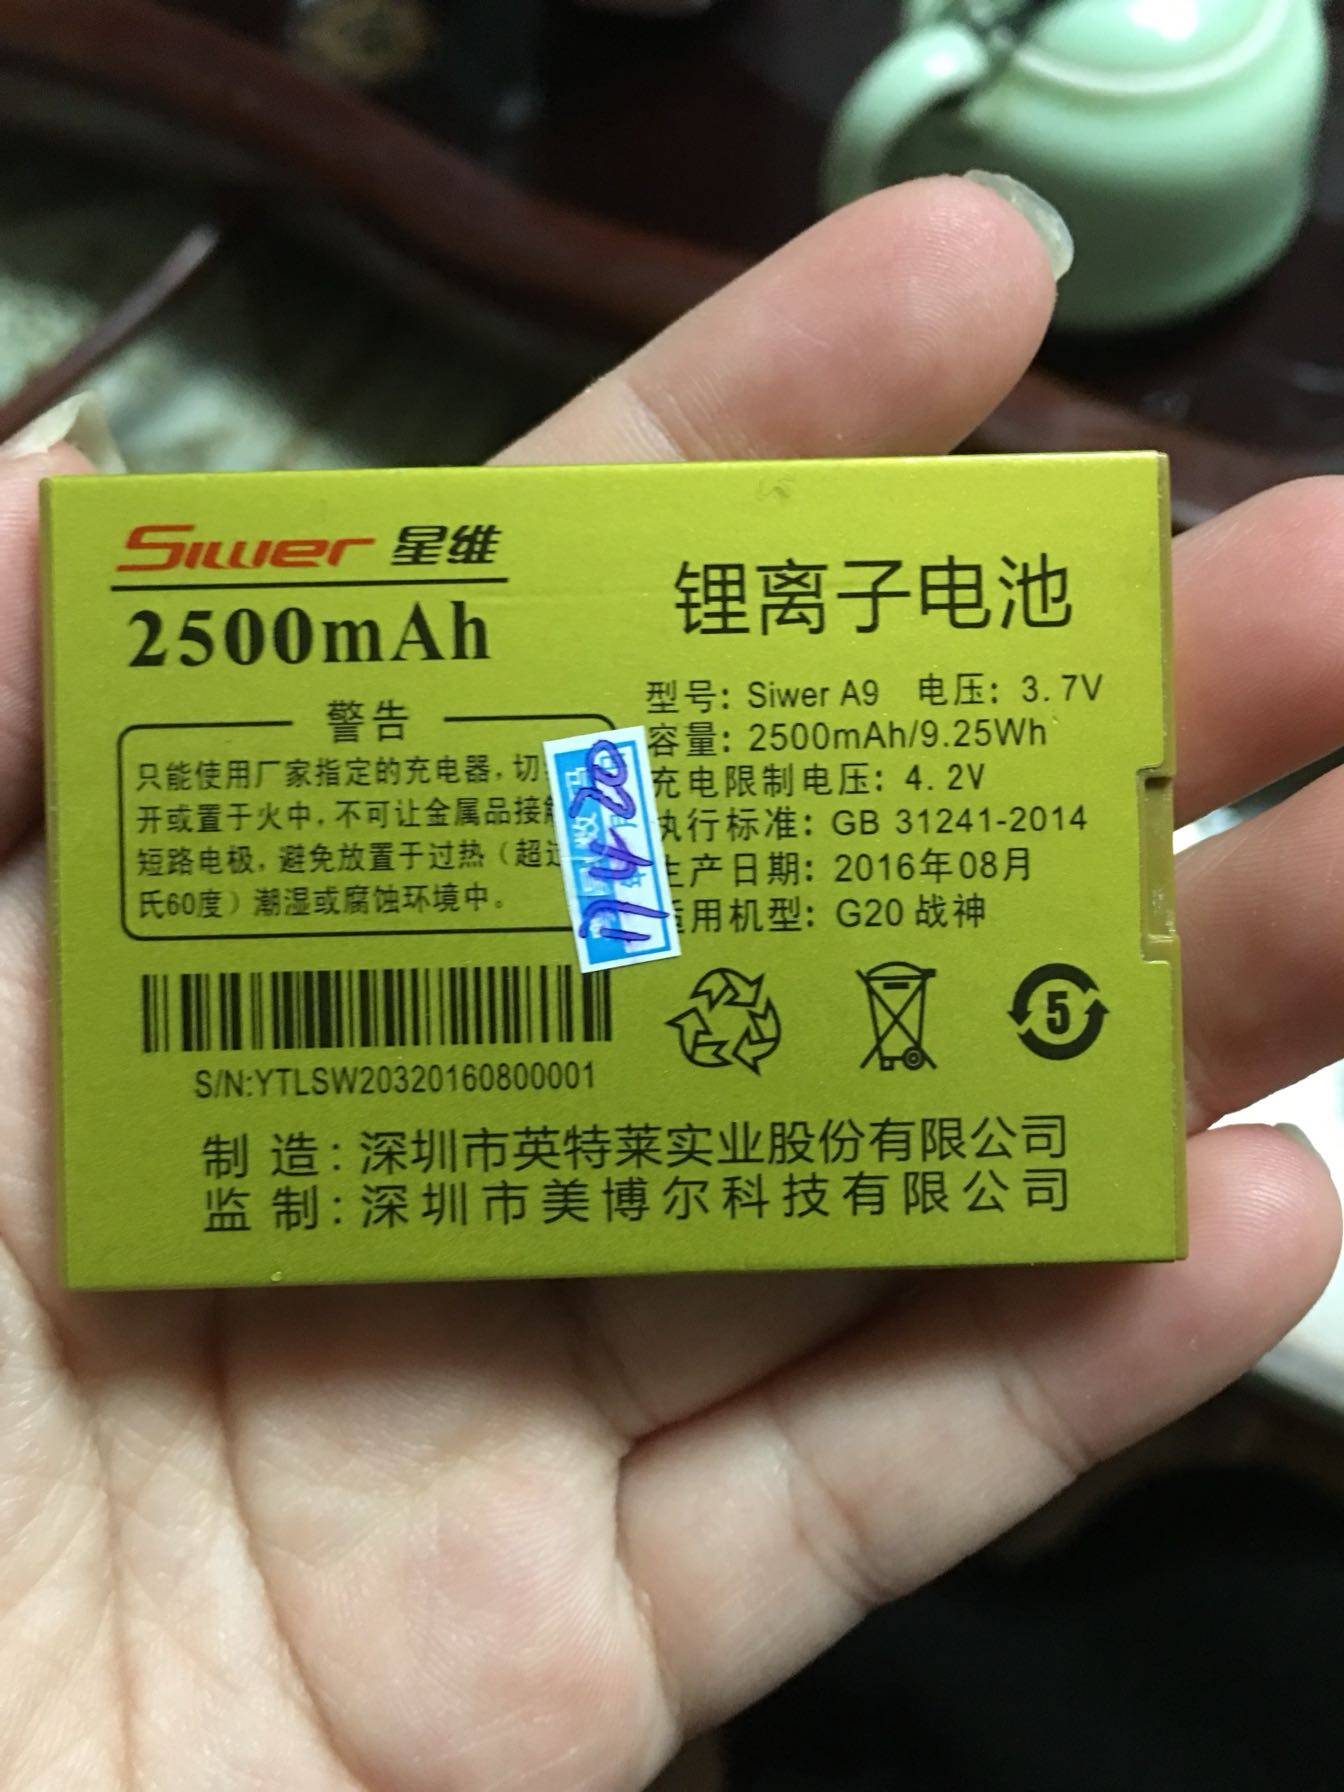 Siwer 星维
2500mAh
锂离子电池
型号: Siwer A9 电压: 3.7V
容量: 2500mAh/9.25Wh
充电限制电压: 4.2V
执行标准: GB 31241-2014
生产日期: 2016年08月
适用机型: G20 战神
警告
只能使用厂家指定的充电器, 切
开或置于火中, 不可让金属品接触
短路电极, 避免放置于过热（超过
氏60度）潮湿或腐蚀环境中。
S/N:YTLSW20320160800001
5
制 造: 深圳市英特莱实业股份有限公司
监 制: 深圳市美博尔科技有限公司